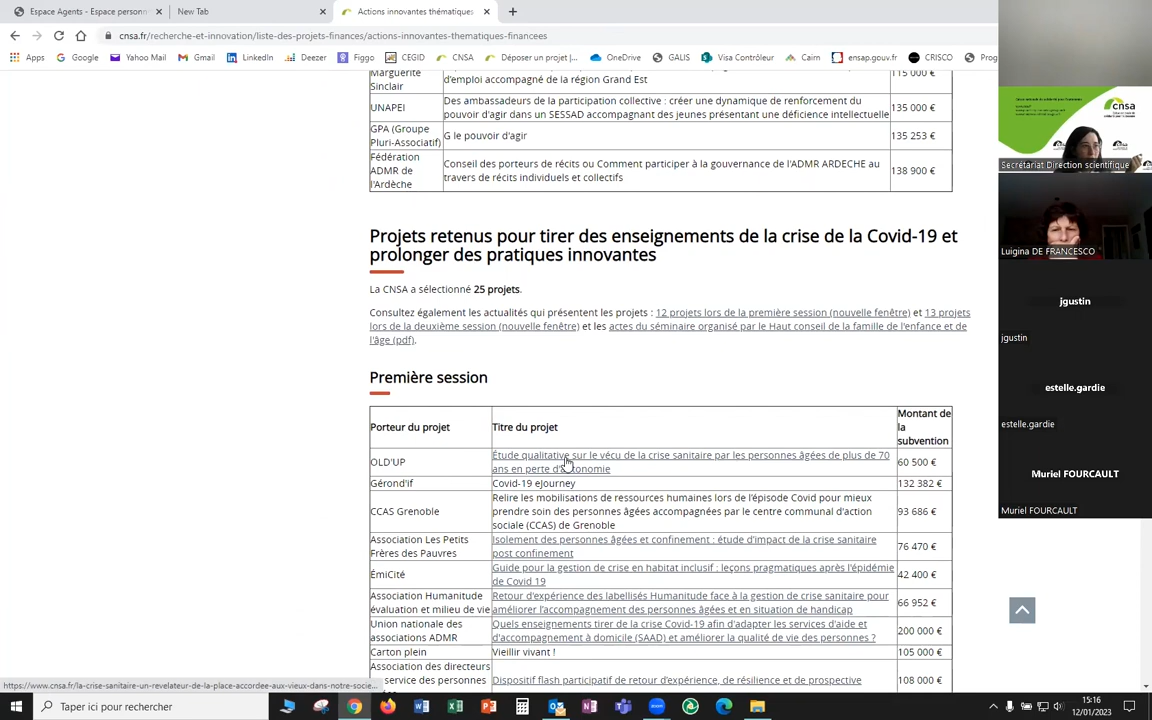 Espace Agents - Espace personn
New Tab
Actions innovantes thématiques
cnsa.fr/recherche-et-innovation/liste-des-projets-finances/actions-innovantes-thematiques-financees
Apps
Google
Yahoo Mail
Gmail
LinkedIn
Deezer
Figgo
CEGID
CNSA
Déposer un projet |...
OneDrive
GALIS
Visa Contrôleur
Cairn
ensap.gouv.fr
CRISCO
Prog
Marguerite
Sinclair
d'emploi accompagné de la région Grand Est
115 000 €
UNAPEI
Des ambassadeurs de la participation collective : créer une dynamique de renforcement du
pouvoir d'agir dans un SESSAD accompagnant des jeunes présentant une déficience intellectuelle
135 000 €
GPA (Groupe
Pluri-Associatif)
G le pouvoir d'agir
135 253 €
Fédération
ADMR de
l'Ardèche
Conseil des porteurs de récits ou Comment participer à la gouvernance de l'ADMR ARDECHE au
travers de récits individuels et collectifs
138 900 €
Projets retenus pour tirer des enseignements de la crise de la Covid-19 et
prolonger des pratiques innovantes
La CNSA a sélectionné 25 projets.
Consultez également les actualités qui présentent les projets : 12 projets lors de la première session (nouvelle fenêtre) et 13 projets
lors de la deuxième session (nouvelle fenêtre) et les actes du séminaire organisé par le Haut conseil de la famille de l'enfance et de
l'âge (pdf).
Première session
Porteur du projet
Titre du projet
Montant de
la
subvention
OLD'UP
Étude qualitative sur le vécu de la crise sanitaire par les personnes âgées de plus de 70
ans en perte d'autonomie
60 500 €
Gérond'if
Covid-19 eJourney
132 382 €
CCAS Grenoble
Relire les mobilisations de ressources humaines lors de l'épisode Covid pour mieux
prendre soin des personnes âgées accompagnées par le centre communal d'action
sociale (CCAS) de Grenoble
93 686 €
Association Les Petits
Frères des Pauvres
Isolement des personnes âgées et confinement : étude d'impact de la crise sanitaire
post confinement
76 470 €
ÉmiCité
Guide pour la gestion de crise en habitat inclusif : leçons pragmatiques après l'épidémie
de Covid 19
42 400 €
Association Humanitude
évaluation et milieu de vie
Retour d'expérience des labellisés Humanitude face à la gestion de crise sanitaire pour
améliorer l'accompagnement des personnes âgées et en situation de handicap
66 952 €
Union nationale des
associations ADMR
Quels enseignements tirer de la crise Covid-19 afin d'adapter les services d'aide et
d'accompagnement à domicile (SAAD) et améliorer la qualité de vie des personnes ?
200 000 €
Carton plein
Vieillir vivant !
105 000 €
Association des directeurs
service des personnes
Dispositif flash participatif de retour d'expérience, de résilience et de prospective
108 000 €
https://www.cnsa.fr/la-crise-sanitaire-un-revelateur-de-la-place-accordee-aux-vieux-dans-notre-socie...
Taper ici pour rechercher
15:16
12/01/2023
cnsa
Secrétariat Direction scientifique
Luigina DE FRANCESCO
jgustin
jgustin
estelle.gardie
estelle.gardie
Muriel FOURCAULT
Muriel FOURCAULT